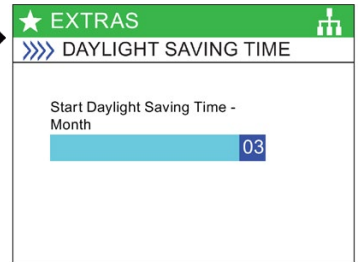 EXTRAS
DAYLIGHT SAVING TIME
Start Daylight Saving Time -
Month
03